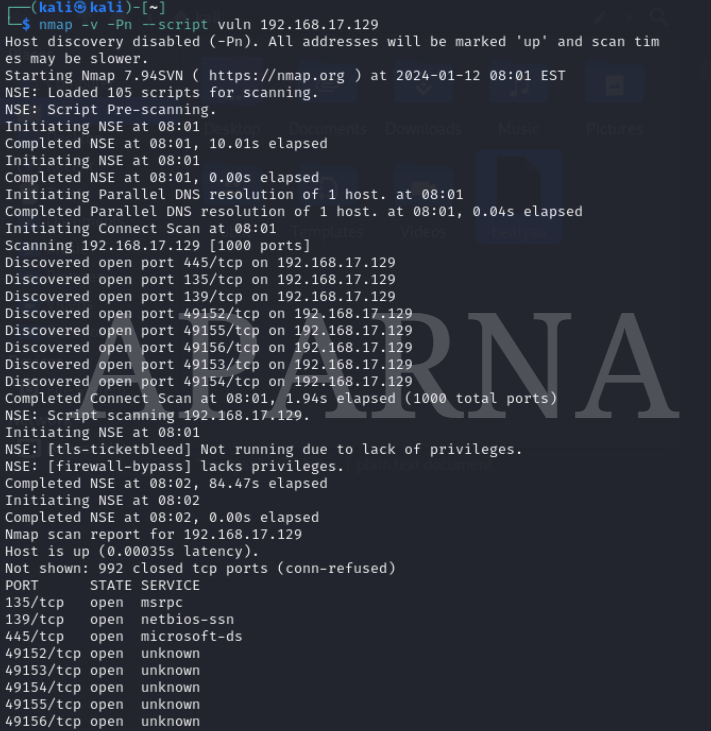 ┌──(kali㉿kali)-[~]
└─$ nmap -v -Pn --script vuln 192.168.17.129
Host discovery disabled (-Pn). All addresses will be marked 'up' and scan tim
es may be slower.
Starting Nmap 7.94SVN ( https://nmap.org ) at 2024-01-12 08:01 EST
NSE: Loaded 105 scripts for scanning.
NSE: Script Pre-scanning.
Initiating NSE at 08:01
Completed NSE at 08:01, 10.01s elapsed
Initiating NSE at 08:01
Completed NSE at 08:01, 0.00s elapsed
Initiating Parallel DNS resolution of 1 host. at 08:01
Completed Parallel DNS resolution of 1 host. at 08:01, 0.04s elapsed
Initiating Connect Scan at 08:01
Scanning 192.168.17.129 [1000 ports]
Discovered open port 445/tcp on 192.168.17.129
Discovered open port 135/tcp on 192.168.17.129
Discovered open port 139/tcp on 192.168.17.129
Discovered open port 49152/tcp on 192.168.17.129
Discovered open port 49155/tcp on 192.168.17.129
Discovered open port 49156/tcp on 192.168.17.129
Discovered open port 49153/tcp on 192.168.17.129
Discovered open port 49154/tcp on 192.168.17.129
Completed Connect Scan at 08:01, 1.94s elapsed (1000 total ports)
NSE: Script scanning 192.168.17.129.
Initiating NSE at 08:01
NSE: [tls-ticketbleed] Not running due to lack of privileges.
NSE: [firewall-bypass] lacks privileges.
Completed NSE at 08:02, 84.47s elapsed
Initiating NSE at 08:02
Completed NSE at 08:02, 0.00s elapsed
Nmap scan report for 192.168.17.129
Host is up (0.00035s latency).
Not shown: 992 closed tcp ports (conn-refused)
PORT      STATE SERVICE
135/tcp   open  msrpc
139/tcp   open  netbios-ssn
445/tcp   open  microsoft-ds
49152/tcp open  unknown
49153/tcp open  unknown
49154/tcp open  unknown
49155/tcp open  unknown
49156/tcp open  unknown
APARNA
Desktop Documents Downloads Music Pictures
Templates Videos